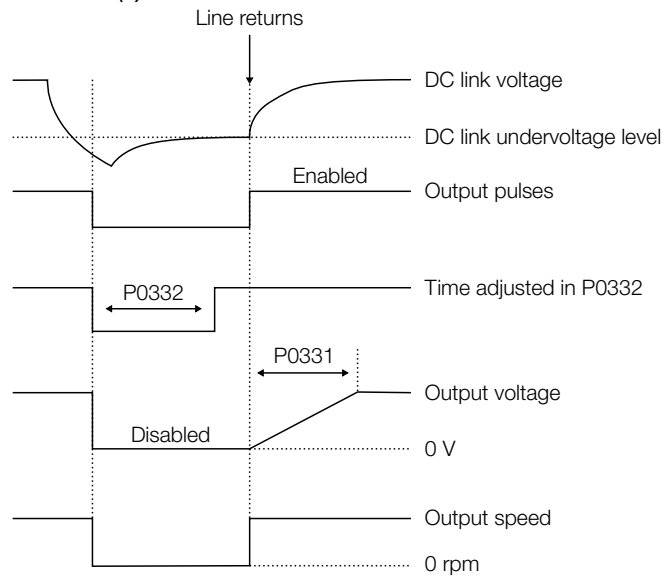 Line returns
DC link voltage
DC link undervoltage level
Enabled
Output pulses
P0332
Time adjusted in P0332
P0331
Output voltage
Disabled
0 V
Output speed
0 rpm